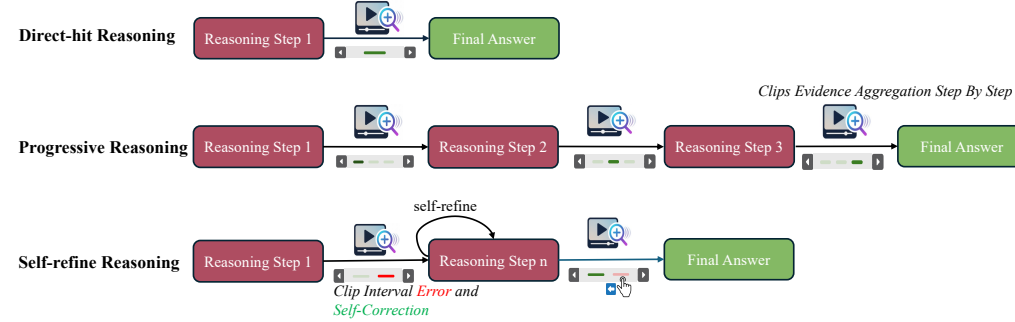 Direct-hit Reasoning
Reasoning Step 1
Final Answer
Clips Evidence Aggregation Step By Step
Progressive Reasoning
Reasoning Step 1
Reasoning Step 2
Reasoning Step 3
Final Answer
self-refine
Self-refine Reasoning
Reasoning Step 1
Reasoning Step n
Final Answer
Clip Interval Error and
Self-Correction